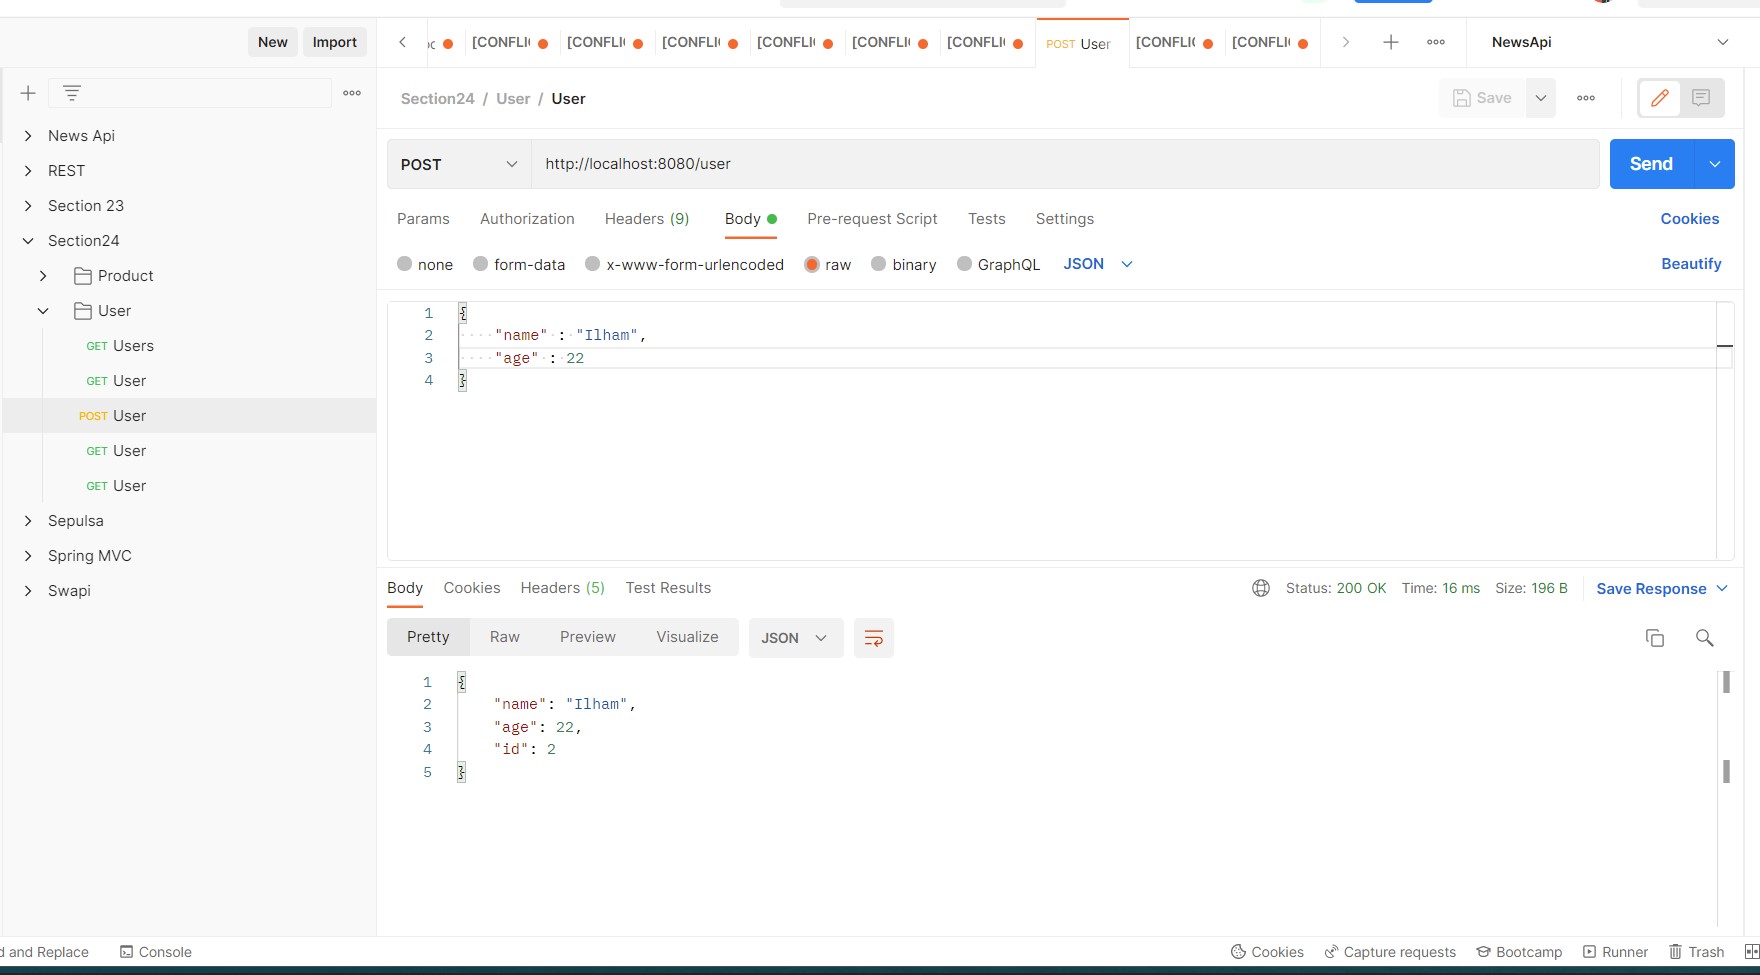 New Import
[CONFLI [CONFLI [CONFLI [CONFLI [CONFLI [CONFLI POST User [CONFLI [CONFLI NewsApi
Section24 / User / User Save
News Api
REST
Section 23
Section24
Product
User
GET Users
GET User
POST User
GET User
GET User
Sepulsa
Spring MVC
Swapi
POST http://localhost:8080/user Send
Params Authorization Headers (9) Body Pre-request Script Tests Settings Cookies
none form-data x-www-form-urlencoded raw binary GraphQL JSON Beautify
1 {
2 "name" : "Ilham",
3 "age" : 22
4 }
Body Cookies Headers (5) Test Results Status: 200 OK Time: 16 ms Size: 196 B Save Response
Pretty Raw Preview Visualize JSON
1 {
2 "name": "Ilham",
3 "age": 22,
4 "id": 2
5 }
and Replace Console Cookies Capture requests Bootcamp Runner Trash